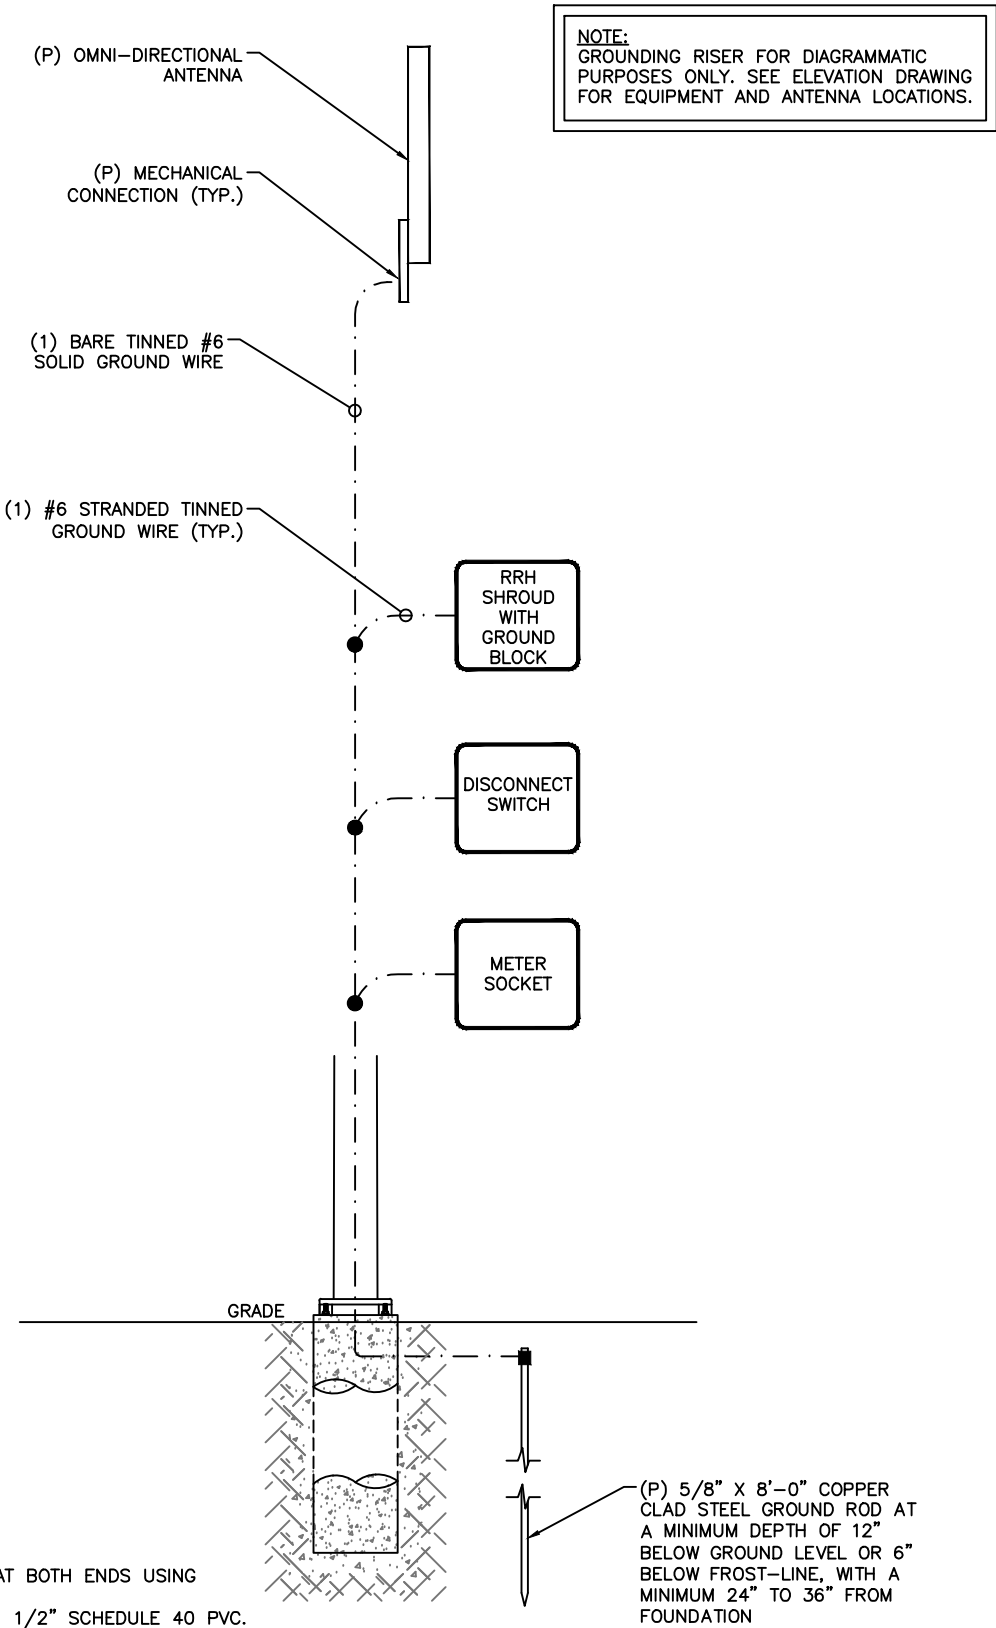 NOTE:
GROUNDING RISER FOR DIAGRAMMATIC
PURPOSES ONLY. SEE ELEVATION DRAWING
FOR EQUIPMENT AND ANTENNA LOCATIONS.
(P) OMNI-DIRECTIONAL
ANTENNA
(P) MECHANICAL
CONNECTION (TYP.)
(1) BARE TINNED #6
SOLID GROUND WIRE
(1) #6 STRANDED TINNED
GROUND WIRE (TYP.)
RRH
SHROUD
WITH
GROUND
BLOCK
DISCONNECT
SWITCH
METER
SOCKET
GRADE
(P) 5/8" X 8'-0" COPPER
CLAD STEEL GROUND ROD AT
A MINIMUM DEPTH OF 12"
BELOW GROUND LEVEL OR 6"
BELOW FROST-LINE, WITH A
MINIMUM 24" TO 36" FROM
FOUNDATION
AT BOTH ENDS USING
1/2" SCHEDULE 40 PVC.